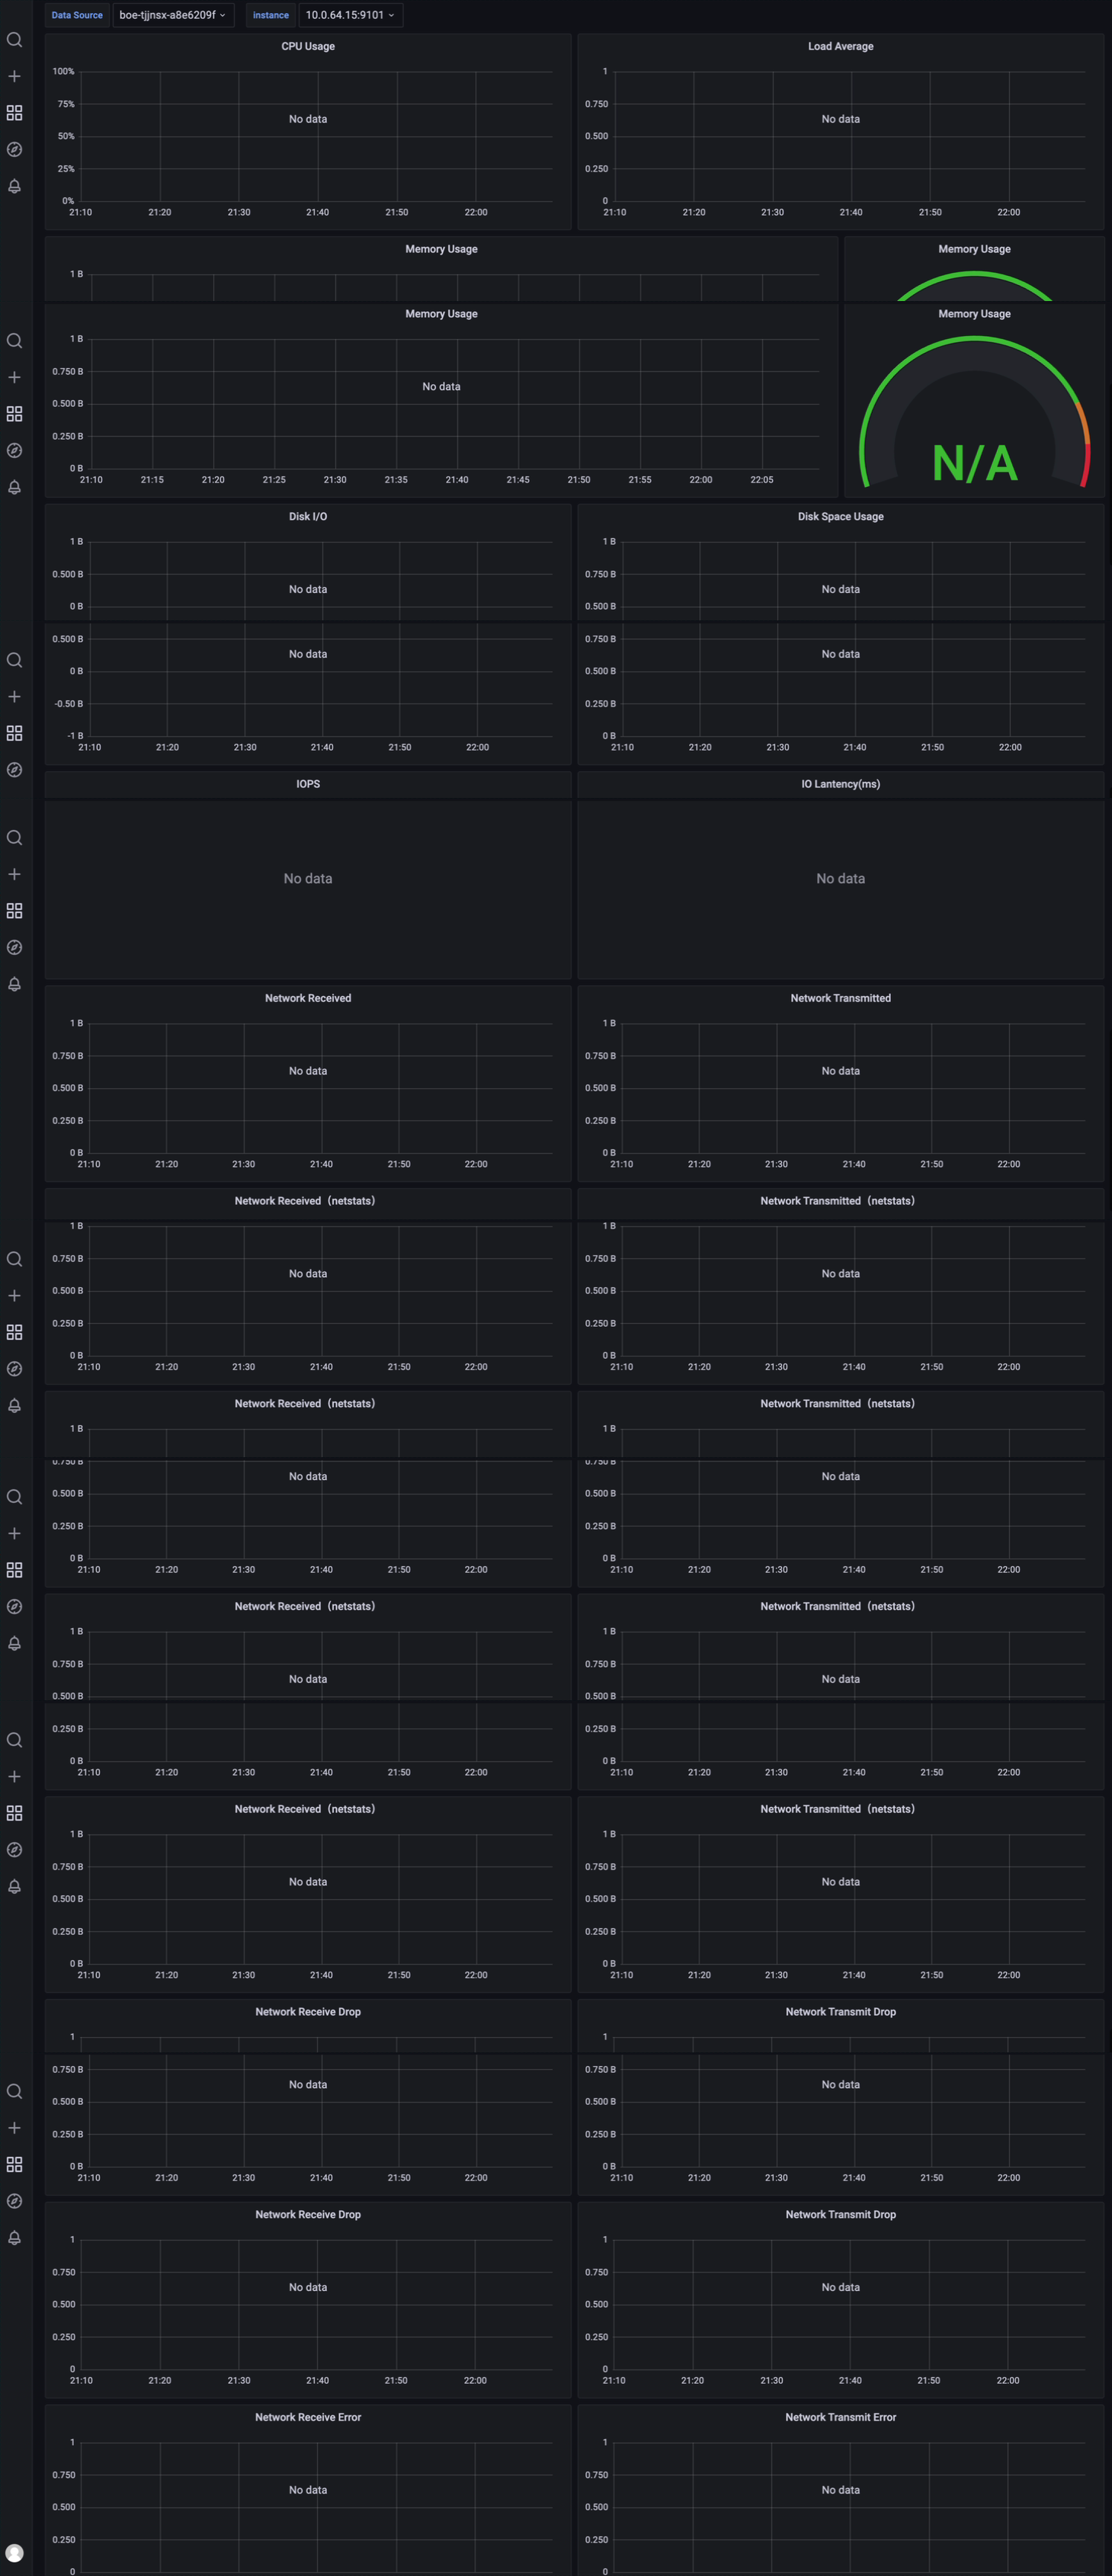 Data Source boe-tjjnsx-a8e6209f instance 10.0.64.15:9101
CPU Usage
100%
75%
50%
25%
0%
No data
21:10 21:20 21:30 21:40 21:50 22:00
Load Average
1
0.750
0.500
0.250
0
No data
21:10 21:20 21:30 21:40 21:50 22:00
Memory Usage
1 B
Memory Usage
Memory Usage
1 B
0.750 B
0.500 B
0.250 B
0 B
No data
21:10 21:15 21:20 21:25 21:30 21:35 21:40 21:45 21:50 21:55 22:00 22:05
Memory Usage
N/A
Disk I/O
1 B
0.500 B
0 B
No data
Disk Space Usage
1 B
0.750 B
0.500 B
No data
0.500 B
0 B
-0.50 B
-1 B
No data
21:10 21:20 21:30 21:40 21:50 22:00
0.750 B
0.500 B
0.250 B
0 B
No data
21:10 21:20 21:30 21:40 21:50 22:00
IOPS
No data
IO Lantency(ms)
No data
Network Received
1 B
0.750 B
0.500 B
0.250 B
0 B
No data
21:10 21:20 21:30 21:40 21:50 22:00
Network Transmitted
1 B
0.750 B
0.500 B
0.250 B
0 B
No data
21:10 21:20 21:30 21:40 21:50 22:00
Network Received（netstats）
1 B
0.750 B
0.500 B
0.250 B
0 B
No data
21:10 21:20 21:30 21:40 21:50 22:00
Network Transmitted（netstats）
1 B
0.750 B
0.500 B
0.250 B
0 B
No data
21:10 21:20 21:30 21:40 21:50 22:00
Network Received（netstats）
1 B
0.750 B
0.500 B
0.250 B
0 B
No data
21:10 21:20 21:30 21:40 21:50 22:00
Network Transmitted（netstats）
1 B
0.750 B
0.500 B
0.250 B
0 B
No data
21:10 21:20 21:30 21:40 21:50 22:00
Network Received（netstats）
1 B
0.750 B
0.500 B
0.250 B
0 B
No data
21:10 21:20 21:30 21:40 21:50 22:00
Network Transmitted（netstats）
1 B
0.750 B
0.500 B
0.250 B
0 B
No data
21:10 21:20 21:30 21:40 21:50 22:00
Network Received（netstats）
1 B
0.750 B
0.500 B
0.250 B
0 B
No data
21:10 21:20 21:30 21:40 21:50 22:00
Network Transmitted（netstats）
1 B
0.750 B
0.500 B
0.250 B
0 B
No data
21:10 21:20 21:30 21:40 21:50 22:00
Network Receive Drop
1
0.750 B
0.500 B
0.250 B
0 B
No data
21:10 21:20 21:30 21:40 21:50 22:00
Network Transmit Drop
1
0.750 B
0.500 B
0.250 B
0 B
No data
21:10 21:20 21:30 21:40 21:50 22:00
Network Receive Drop
1
0.750
0.500
0.250
0
No data
21:10 21:20 21:30 21:40 21:50 22:00
Network Transmit Drop
1
0.750
0.500
0.250
0
No data
21:10 21:20 21:30 21:40 21:50 22:00
Network Receive Error
1
0.750
0.500
0.250
0
No data
Network Transmit Error
1
0.750
0.500
0.250
0
No data